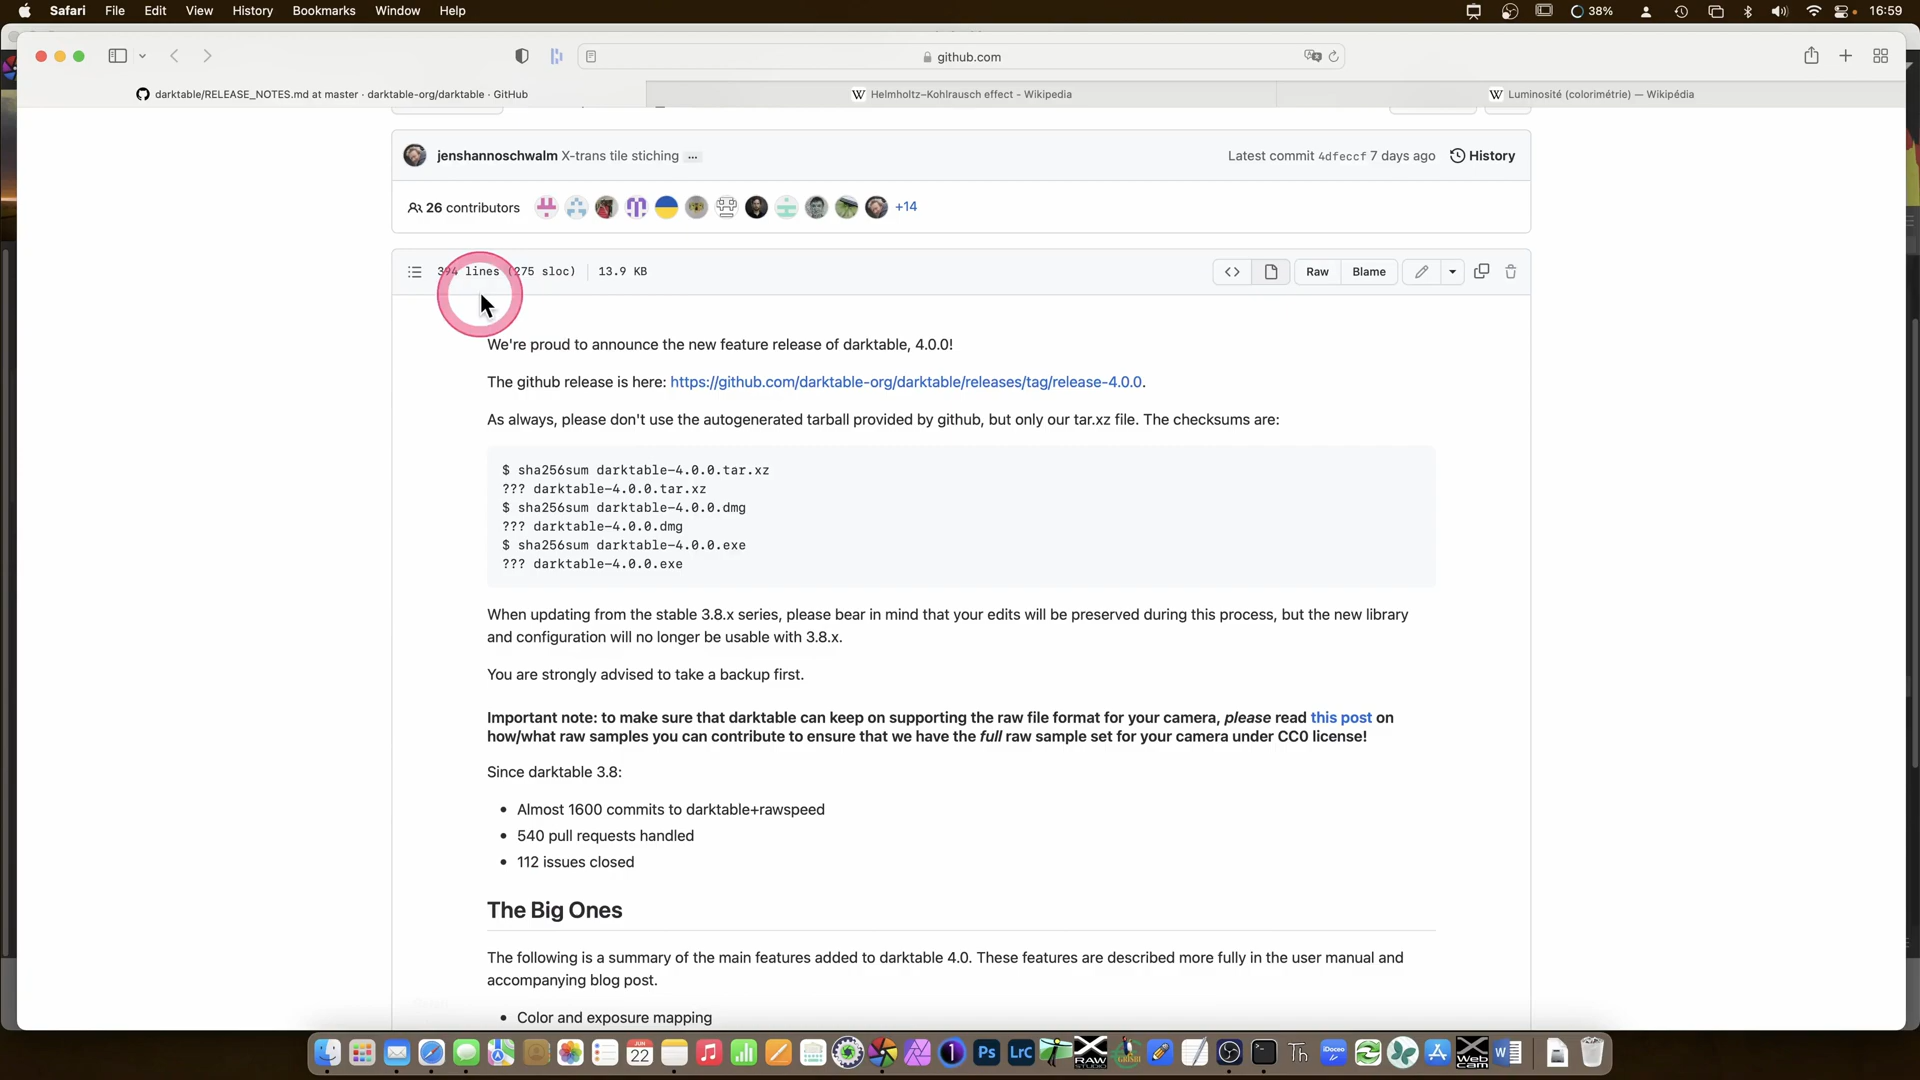 Safari File Edit View History Bookmarks Window Help 38% 16:59
github.com
darktable/RELEASE_NOTES.md at master · darktable-org/darktable · GitHub
Helmholtz–Kohlrausch effect - Wikipedia
Luminosité (colorimétrie) — Wikipédia
jenshannoschwalm X-trans tile stiching ...
Latest commit 4dfeccf 7 days ago History
26 contributors +14
394 lines (275 sloc) 13.9 KB
<> Raw Blame
We're proud to announce the new feature release of darktable, 4.0.0!
The github release is here: https://github.com/darktable-org/darktable/releases/tag/release-4.0.0.
As always, please don't use the autogenerated tarball provided by github, but only our tar.xz file. The checksums are:
$ sha256sum darktable-4.0.0.tar.xz
??? darktable-4.0.0.tar.xz
$ sha256sum darktable-4.0.0.dmg
??? darktable-4.0.0.dmg
$ sha256sum darktable-4.0.0.exe
??? darktable-4.0.0.exe
When updating from the stable 3.8.x series, please bear in mind that your edits will be preserved during this process, but the new library
and configuration will no longer be usable with 3.8.x.
You are strongly advised to take a backup first.
Important note: to make sure that darktable can keep on supporting the raw file format for your camera, please read this post on
how/what raw samples you can contribute to ensure that we have the full raw sample set for your camera under CC0 license!
Since darktable 3.8:
• Almost 1600 commits to darktable+rawspeed
• 540 pull requests handled
• 112 issues closed
The Big Ones
The following is a summary of the main features added to darktable 4.0. These features are described more fully in the user manual and
accompanying blog post.
• Color and exposure mapping
JUN 22 Ps LrC RAW Th iDoceo Web cam W